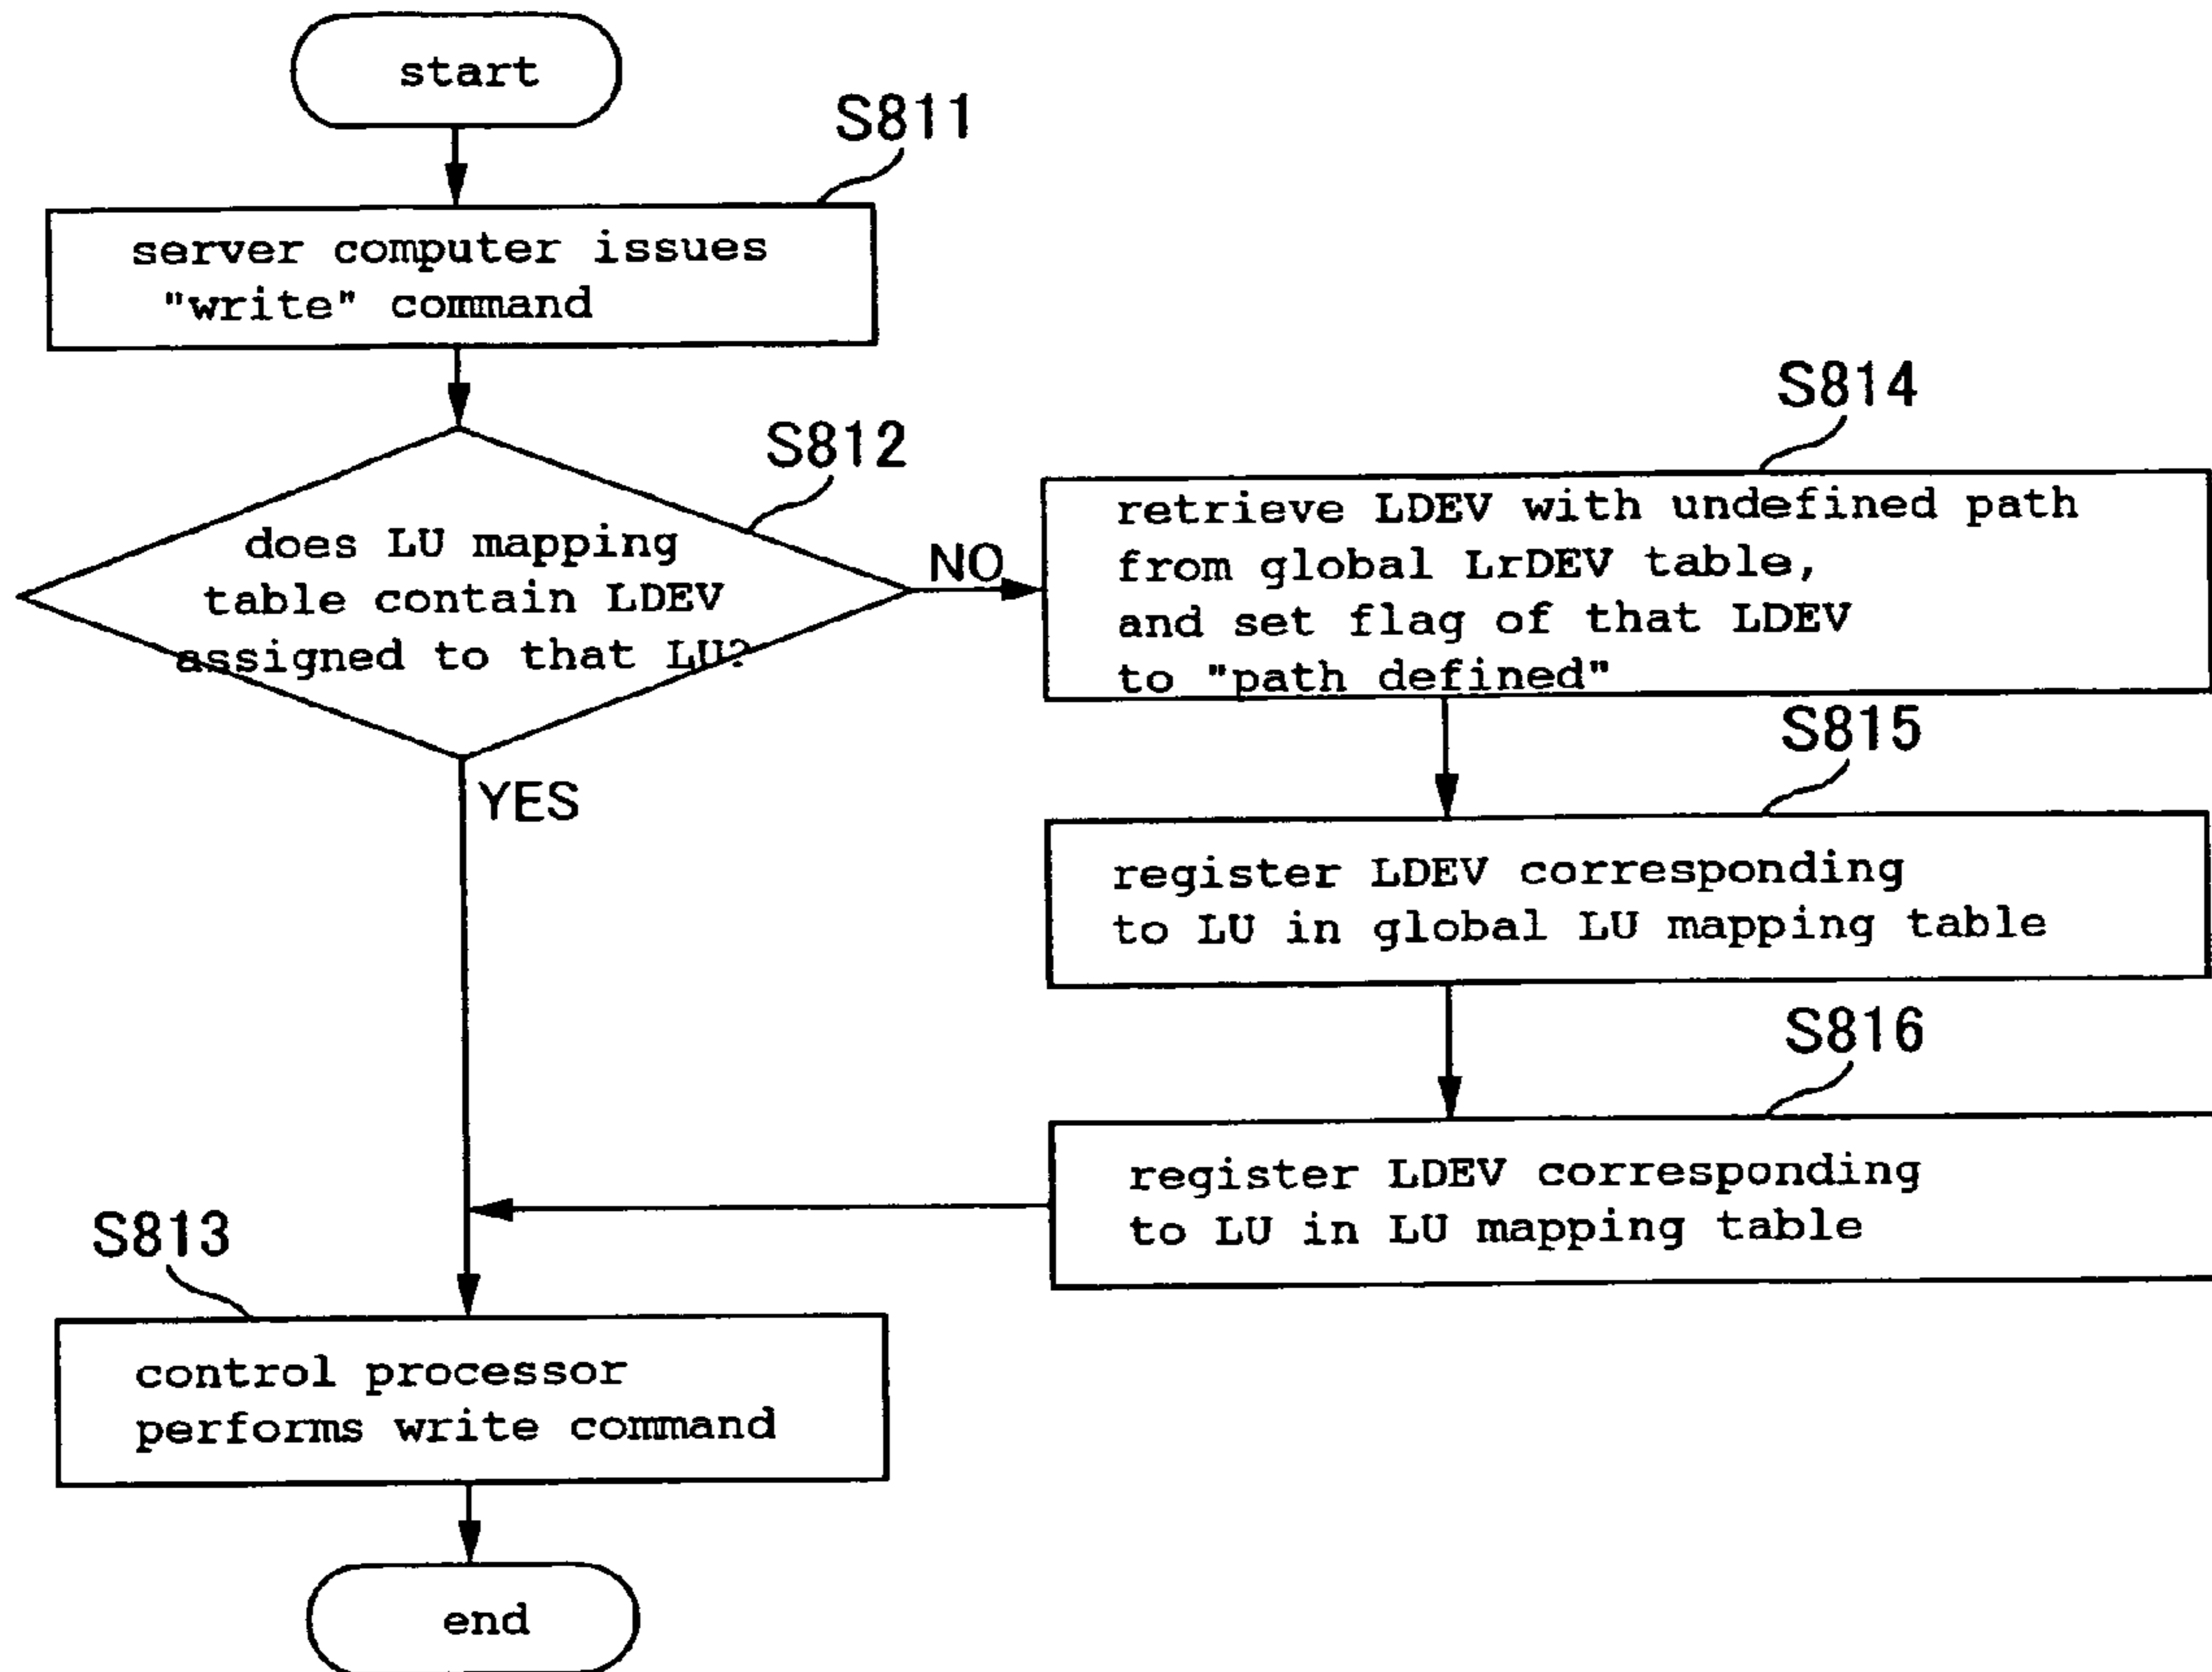 start
S811
server computer issues
"write" command
S812
does LU mapping
table contain LDEV
assigned to that LU?
NO
YES
S814
retrieve LDEV with undefined path
from global LrDEV table,
and set flag of that LDEV
to "path defined"
S815
register LDEV corresponding
to LU in global LU mapping table
S816
register LDEV corresponding
to LU in LU mapping table
S813
control processor
performs write command
end